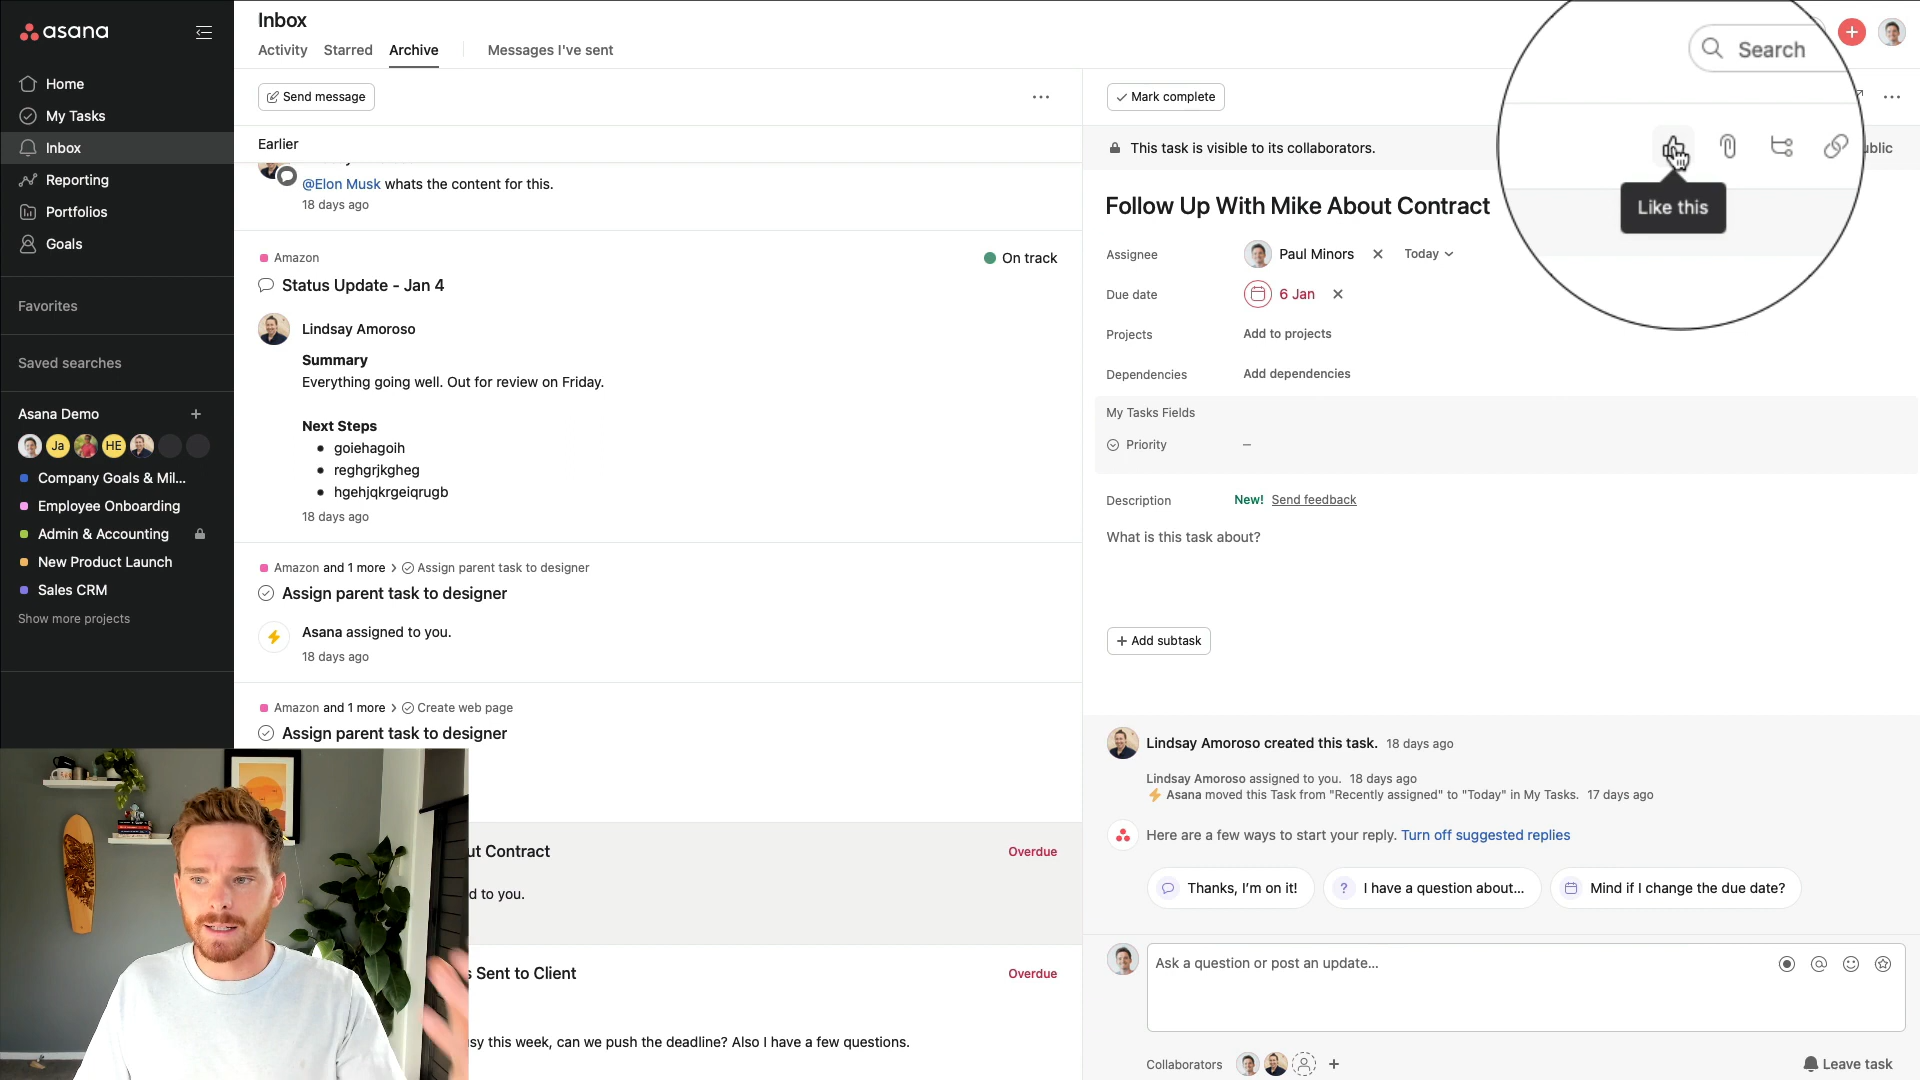 asana
Home
My Tasks
Inbox
Reporting
Portfolios
Goals
Favorites
Saved searches
Asana Demo
Ja
HE
Company Goals & Mil...
Employee Onboarding
Admin & Accounting
New Product Launch
Sales CRM
Show more projects
Inbox
Activity Starred Archive Messages I've sent
Send message
Earlier
@Elon Musk whats the content for this.
18 days ago
Amazon
On track
Status Update - Jan 4
Lindsay Amoroso
Summary
Everything going well. Out for review on Friday.
Next Steps
goiehagoih
reghgrjkgheg
hgehjqkrgeiqrugb
18 days ago
Amazon and 1 more > Assign parent task to designer
Assign parent task to designer
Asana assigned to you.
18 days ago
Amazon and 1 more > Create web page
Assign parent task to designer
ut Contract
Overdue
d to you.
s Sent to Client
Overdue
sy this week, can we push the deadline? Also I have a few questions.
Search
Mark complete
This task is visible to its collaborators.
ublic
Like this
Follow Up With Mike About Contract
Assignee Paul Minors Today
Due date 6 Jan
Projects Add to projects
Dependencies Add dependencies
My Tasks Fields
Priority —
Description New! Send feedback
What is this task about?
+ Add subtask
Lindsay Amoroso created this task. 18 days ago
Lindsay Amoroso assigned to you. 18 days ago
Asana moved this Task from "Recently assigned" to "Today" in My Tasks. 17 days ago
Here are a few ways to start your reply. Turn off suggested replies
Thanks, I'm on it!
? I have a question about...
Mind if I change the due date?
Ask a question or post an update...
Collaborators
Leave task